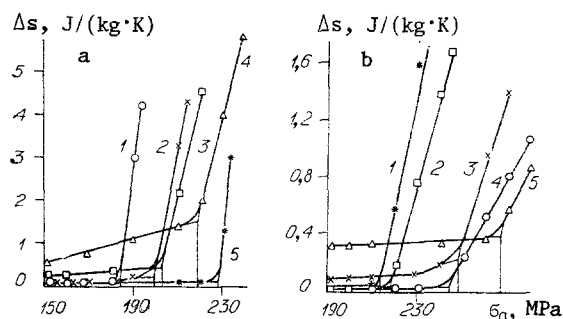 Δs, J/(kg·K)
Δs, J/(kg·K)
a
b
5
4
3
2
1
0
1 2 3 4 5
150 190 230
1,6
1,2
0,8
0,4
0
1 2 3 4 5
190 230 σₐ, MPa